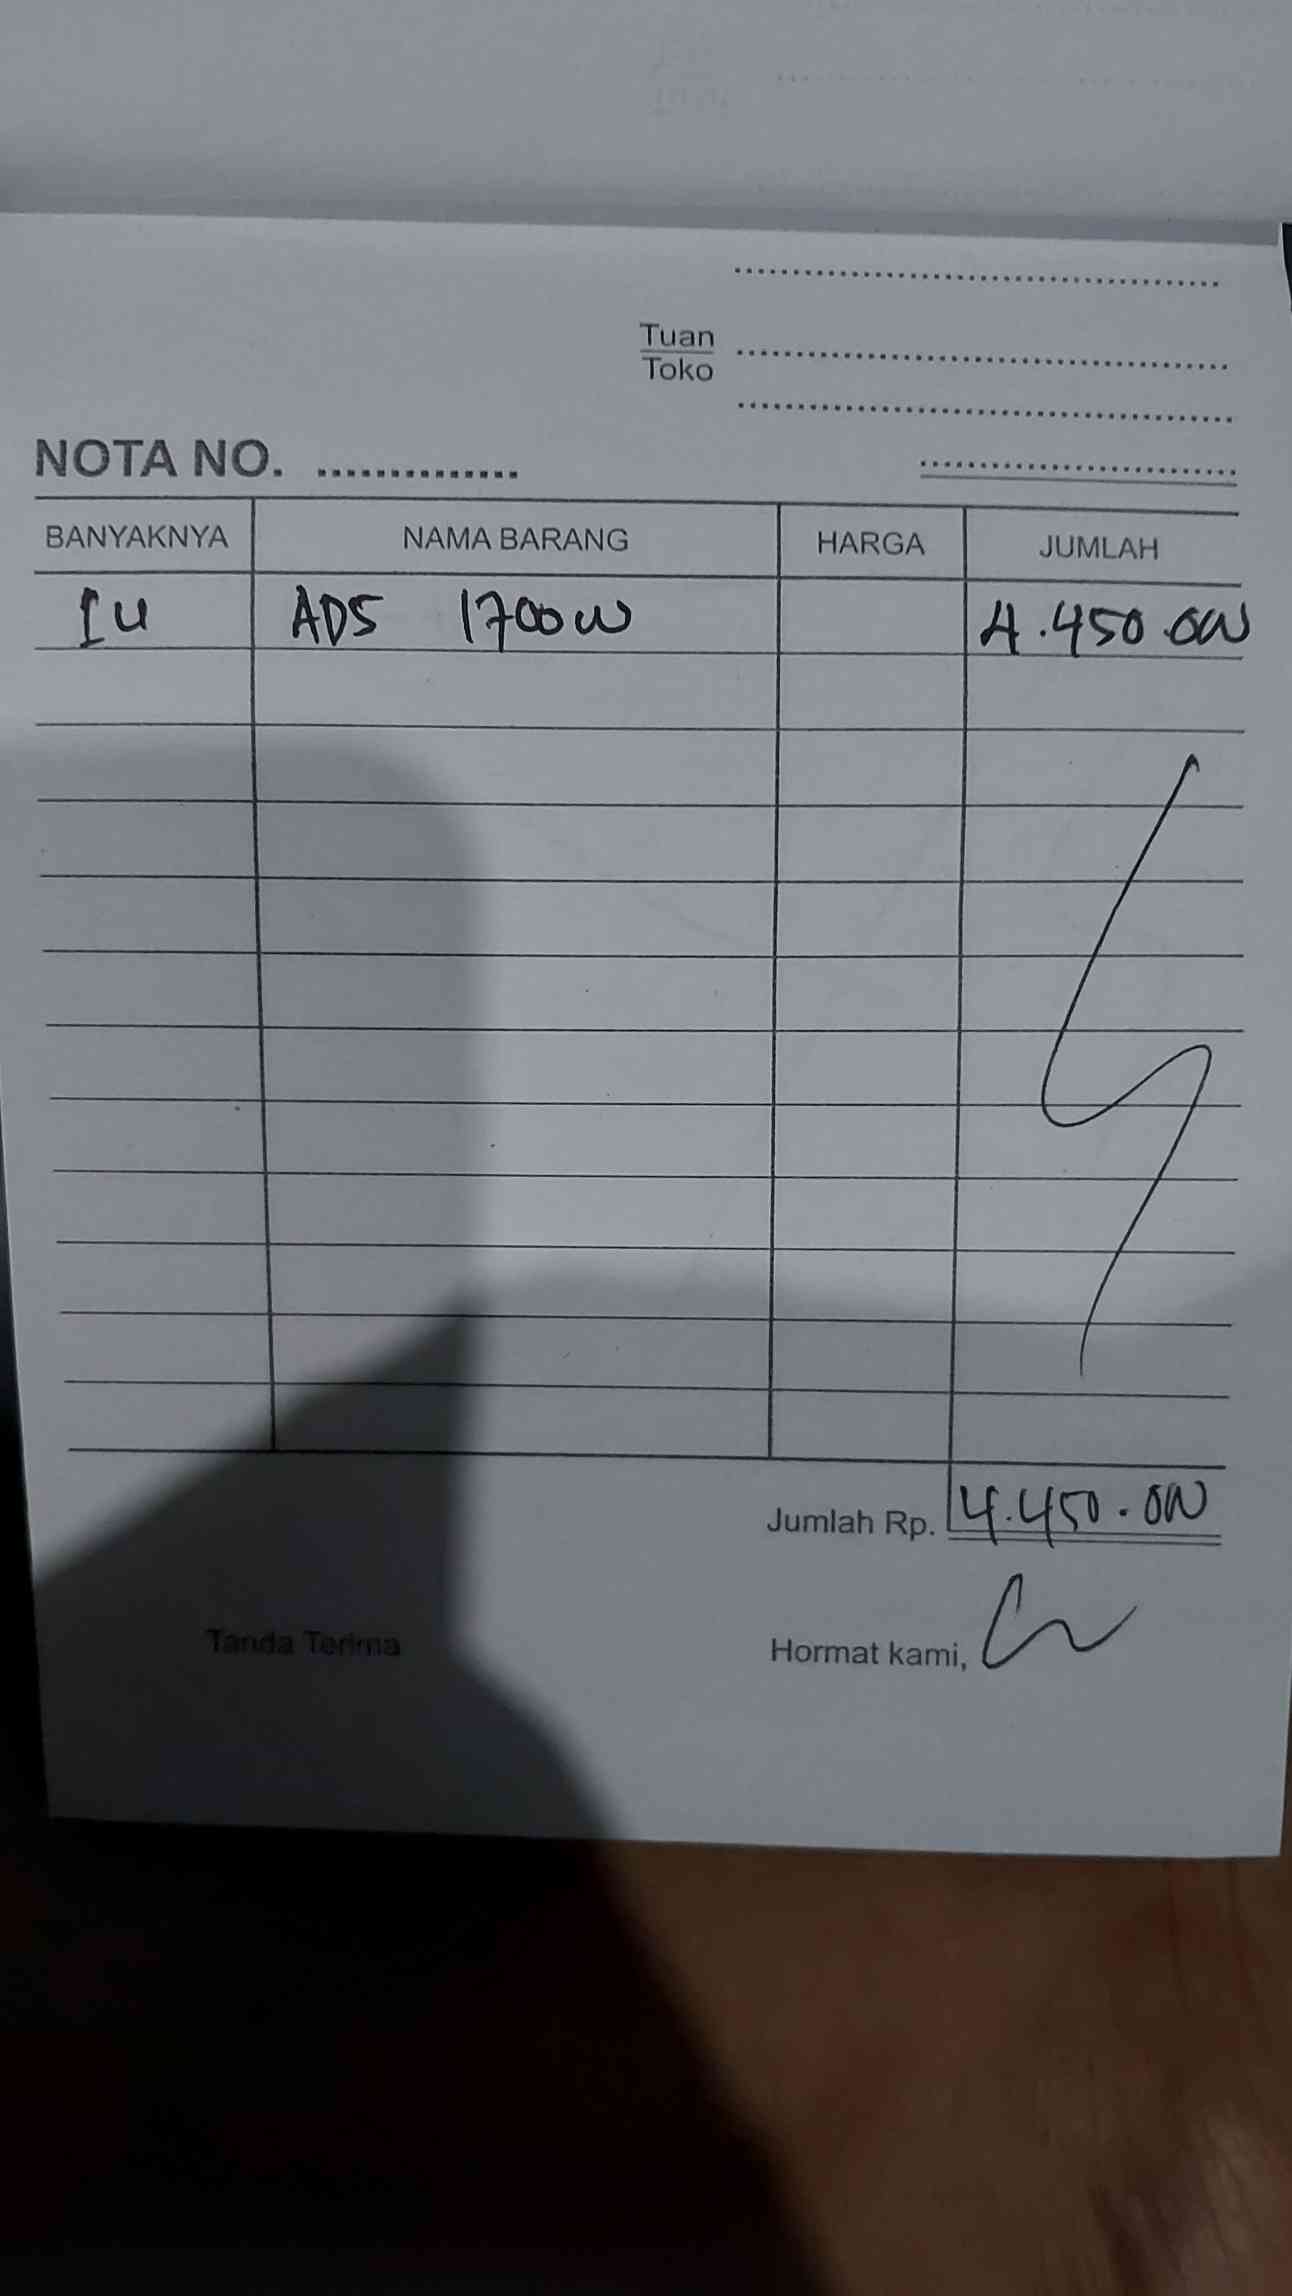 Tuan
Toko
NOTA NO. ..............
BANYAKNYA NAMA BARANG HARGA JUMLAH
1 U ADS 1700W 4.450.000
Jumlah Rp. 4.450.000
Tanda Terima Hormat kami,